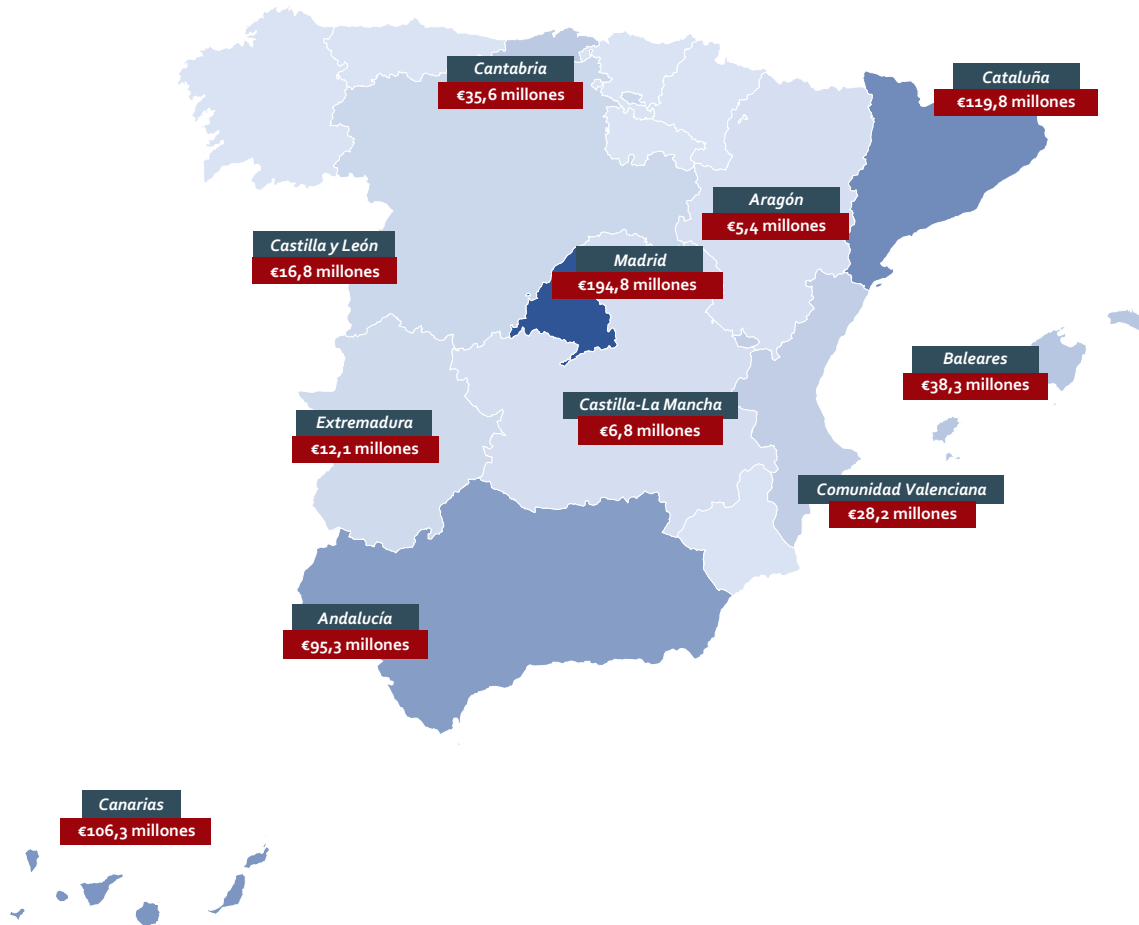 Cantabria
€35,6 millones
Cataluña
€119,8 millones
Aragón
€5,4 millones
Castilla y León
€16,8 millones
Madrid
€194,8 millones
Baleares
€38,3 millones
Castilla-La Mancha
€6,8 millones
Extremadura
€12,1 millones
Comunidad Valenciana
€28,2 millones
Andalucía
€95,3 millones
Canarias
€106,3 millones